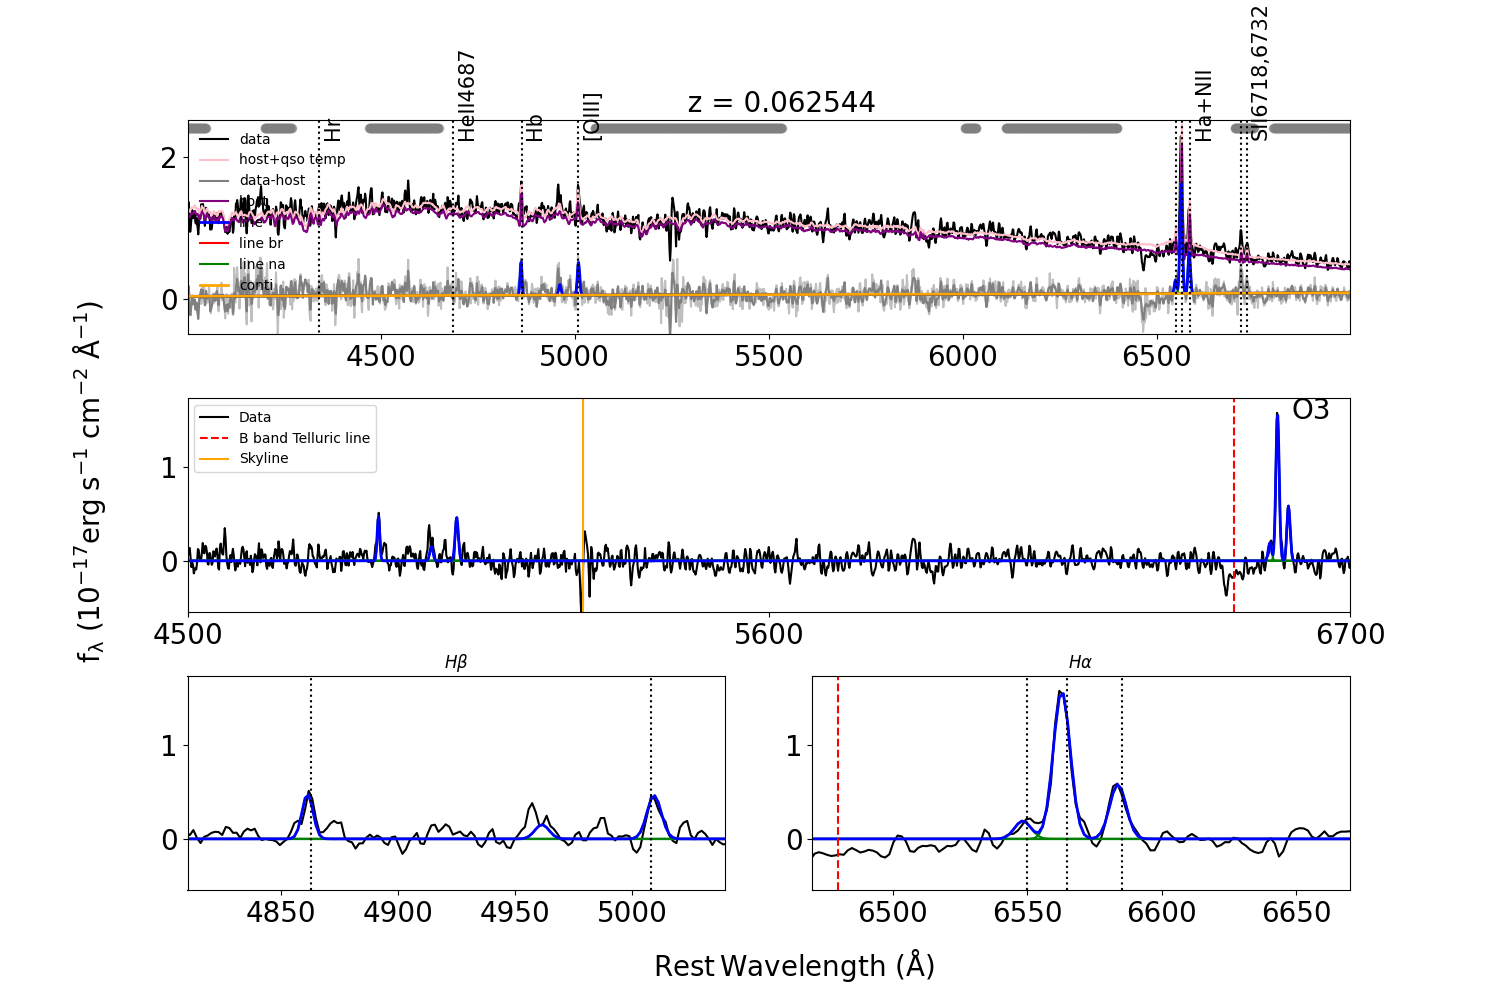 z = 0.062544
Hr
HeII4687
Hb
[OIII]
Ha+NII
SII6718,6732
data
host+qso temp
data-host
line br
line na
conti
2
0
4500 5000 5500 6000 6500
f_λ (10⁻¹⁷erg s⁻¹ cm⁻² Å⁻¹)
Data
B band Telluric line
Skyline
O3
1
0
4500 5600 6700
Hβ
1
0
4850 4900 4950 5000
Hα
1
0
6500 6550 6600 6650
Rest Wavelength (Å)